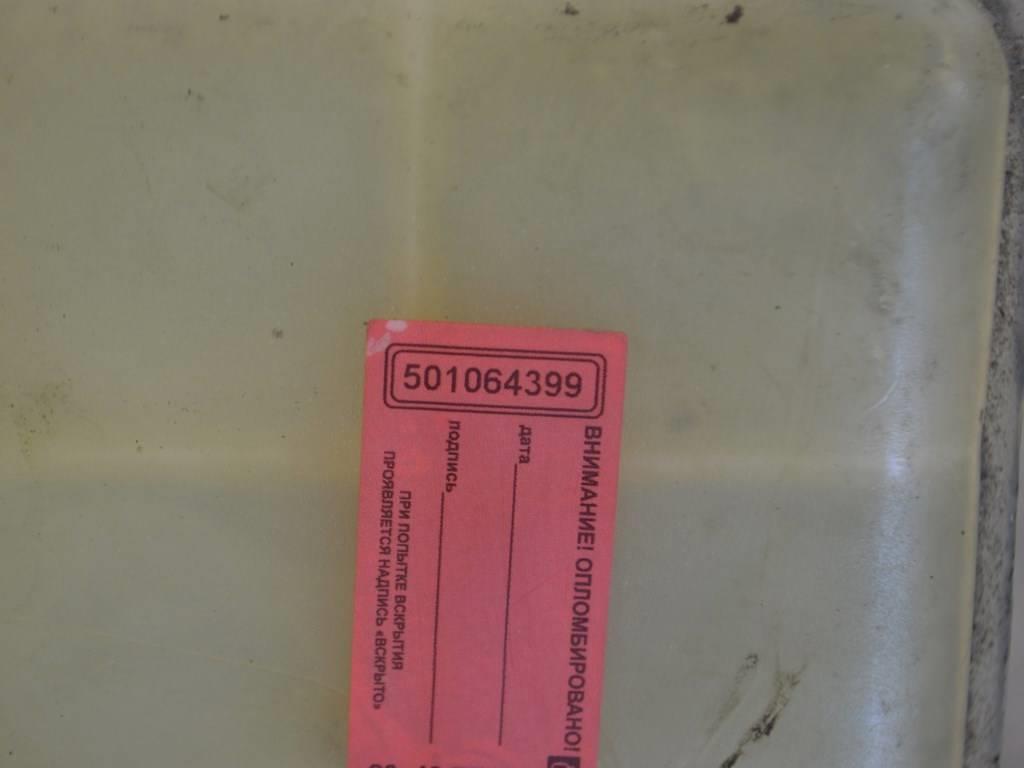 501064399
ВНИМАНИЕ! ОПЛОМБИРОВАНО!
дата
подпись
ПРИ ПОПЫТКЕ ВСКРЫТИЯ
ПРОЯВЛЯЕТСЯ НАДПИСЬ «ВСКРЫТО»